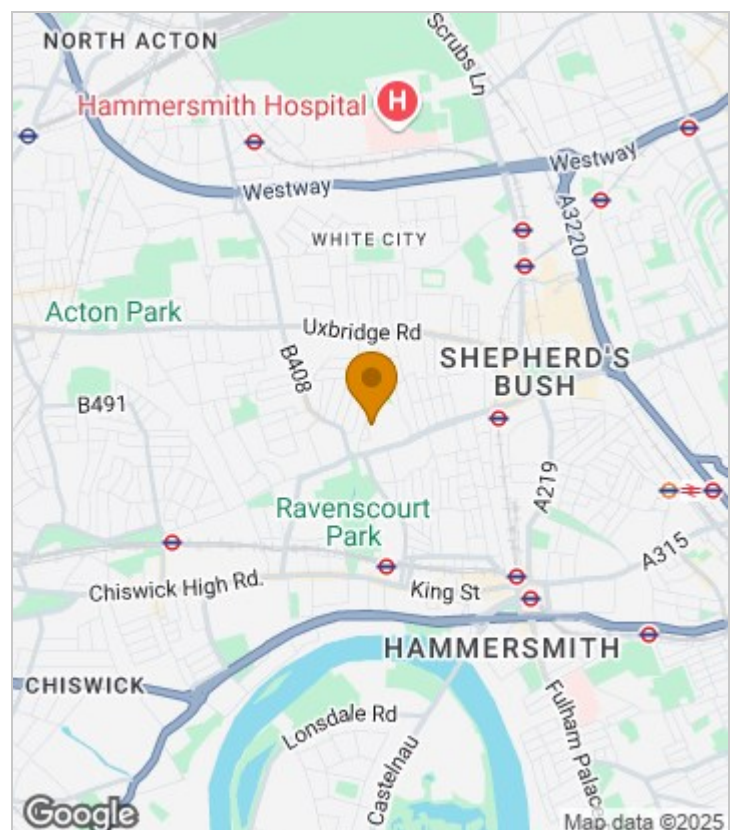 NORTH ACTON
Scrubs Ln
Hammersmith Hospital
H
Westway
Westway
A3220
WHITE CITY
Acton Park
Uxbridge Rd
B408
SHEPHERD'S
BUSH
B491
A219
Ravenscourt
Park
A315
Chiswick High Rd.
King St
HAMMERSMITH
CHISWICK
Lonsdale Rd
Fulham Palace
Castelnau
Google
Map data ©2025